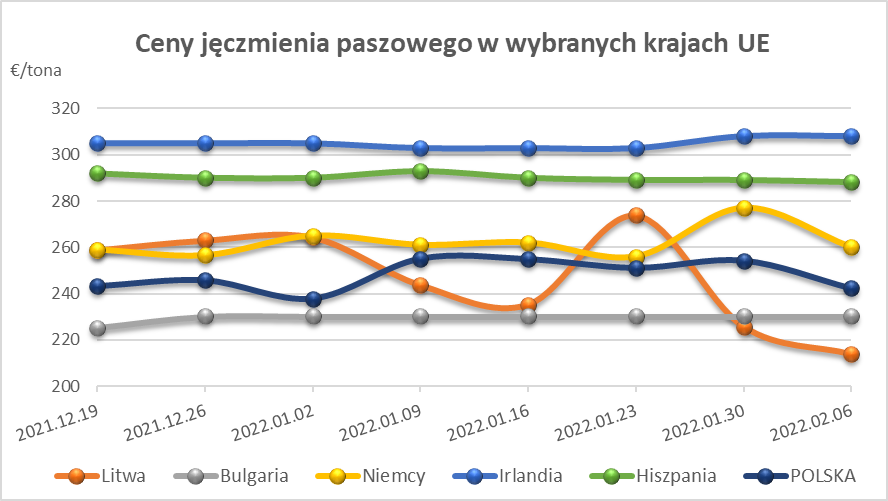 Ceny jęczmienia paszowego w wybranych krajach UE
€/tona
320
300
280
260
240
220
200
2021.12.19 2021.12.26 2022.01.02 2022.01.09 2022.01.16 2022.01.23 2022.01.30 2022.02.06
Litwa Bulgaria Niemcy Irlandia Hiszpania POLSKA